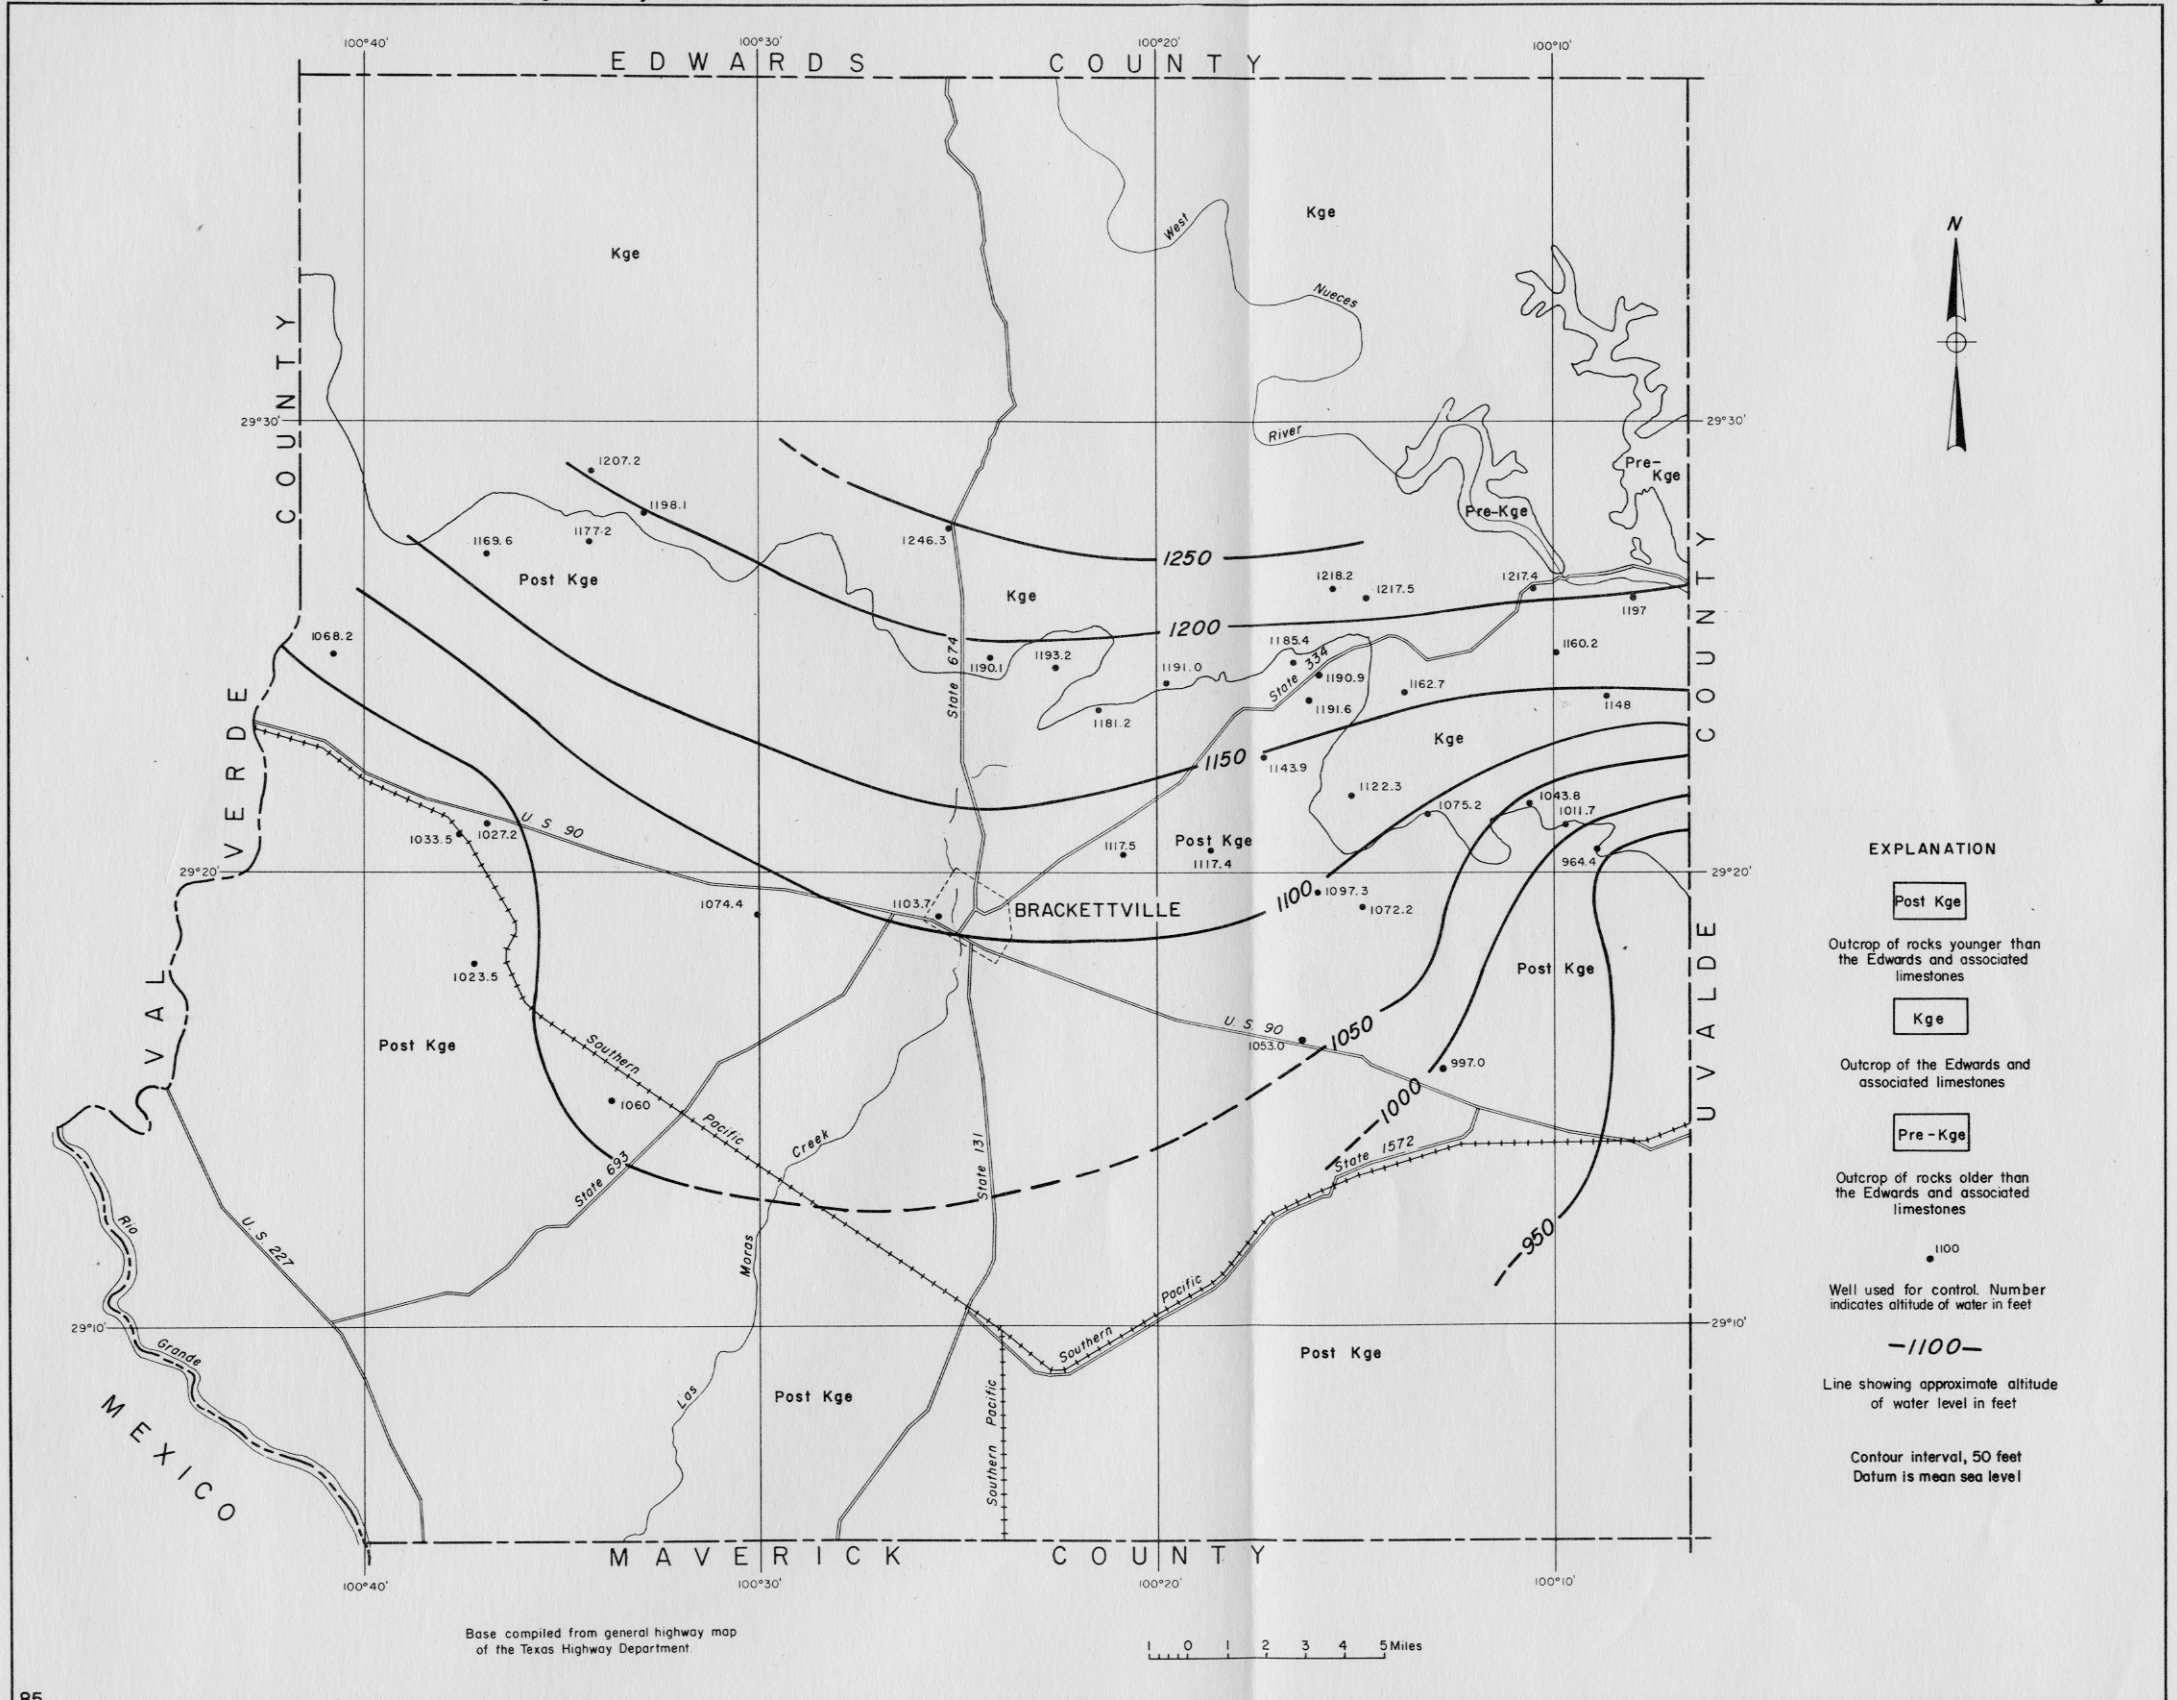 100°40'
100°30'
100°20'
100°10'
EDWARDS COUNTY
N
Kge
Kge
West
Nueces
River
COUNTY
29°30'
29°30'
1207.2
1198.1
1169.6
1177.2
1246.3
Post Kge
Kge
1250
Pre-
Kge
Pre-Kge
1218.2
1217.5
1217.4
1197
1200
1068.2
State 674
1190.1
1193.2
1191.0
1185.4
State 334
1190.9
1191.6
1160.2
1162.7
1148
1181.2
COUNTY
VERDE
1150
1143.9
Kge
1122.3
1075.2
1043.8
1011.7
964.4
1033.5
1027.2
U S 90
1117.5
Post Kge
1117.4
29°20'
29°20'
1074.4
1103.7
BRACKETTVILLE
1100
1097.3
1072.2
1023.5
VAL
UVALDE
Post Kge
Post Kge
U. S. 90
1053.0
1050
997.0
1000
Southern
Pacific
1060
State 693
Creek
State 131
State 1572
950
Rio
U. S. 227
Moras
Southern Pacific
29°10'
29°10'
Grande
Las
Post Kge
Post Kge
Southern Pacific
MEXICO
MAVERICK COUNTY
100°40'
100°30'
100°20'
100°10'
EXPLANATION
Post Kge
Outcrop of rocks younger than
the Edwards and associated
limestones
Kge
Outcrop of the Edwards and
associated limestones
Pre-Kge
Outcrop of rocks older than
the Edwards and associated
limestones
1100
Well used for control. Number
indicates altitude of water in feet
—1100—
Line showing approximate altitude
of water level in feet
Contour interval, 50 feet
Datum is mean sea level
Base compiled from general highway map
of the Texas Highway Department.
1 0 1 2 3 4 5 Miles
85